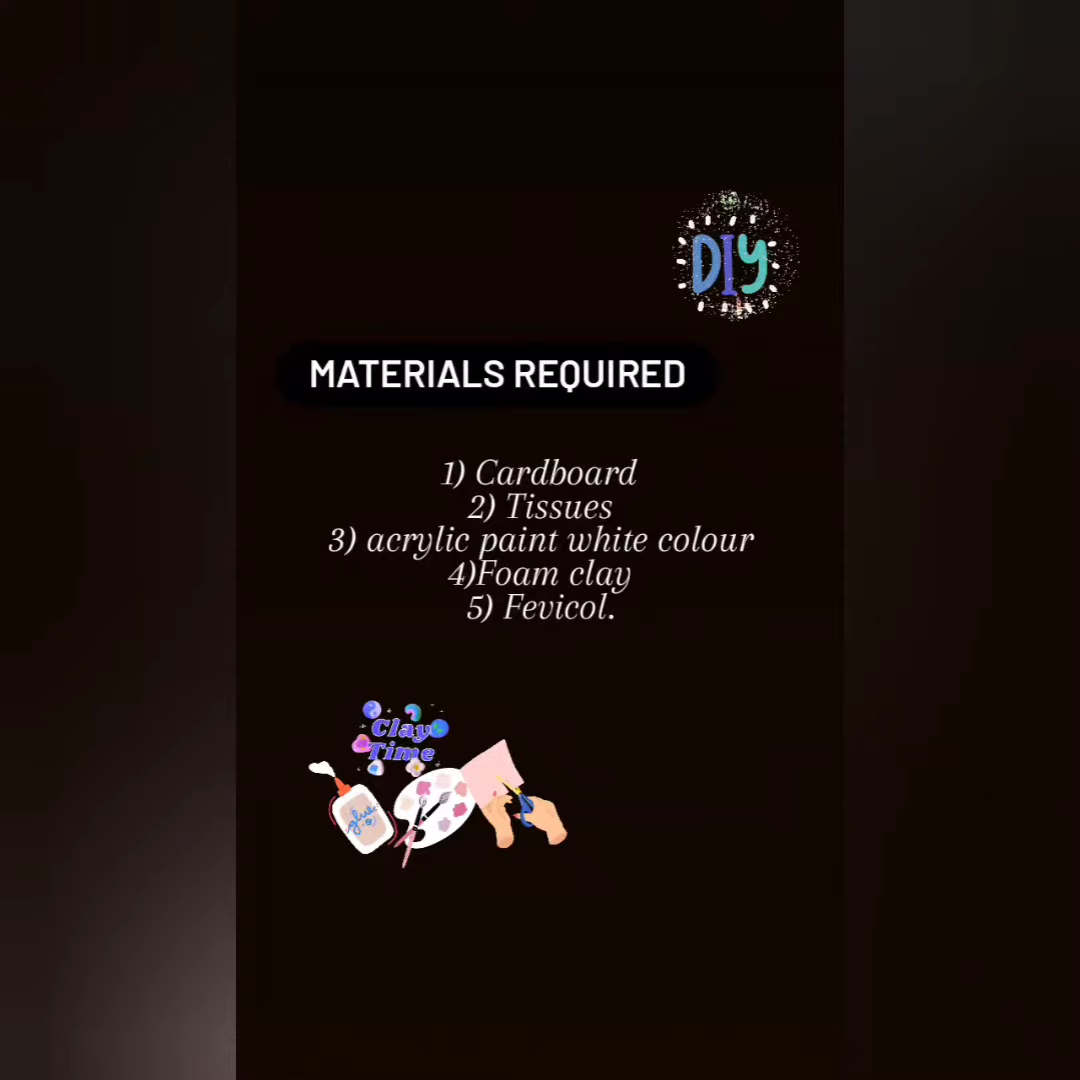 DIY
MATERIALS REQUIRED
1) Cardboard
2) Tissues
3) acrylic paint white colour
4)Foam clay
5) Fevicol.
Clay
Time
glue